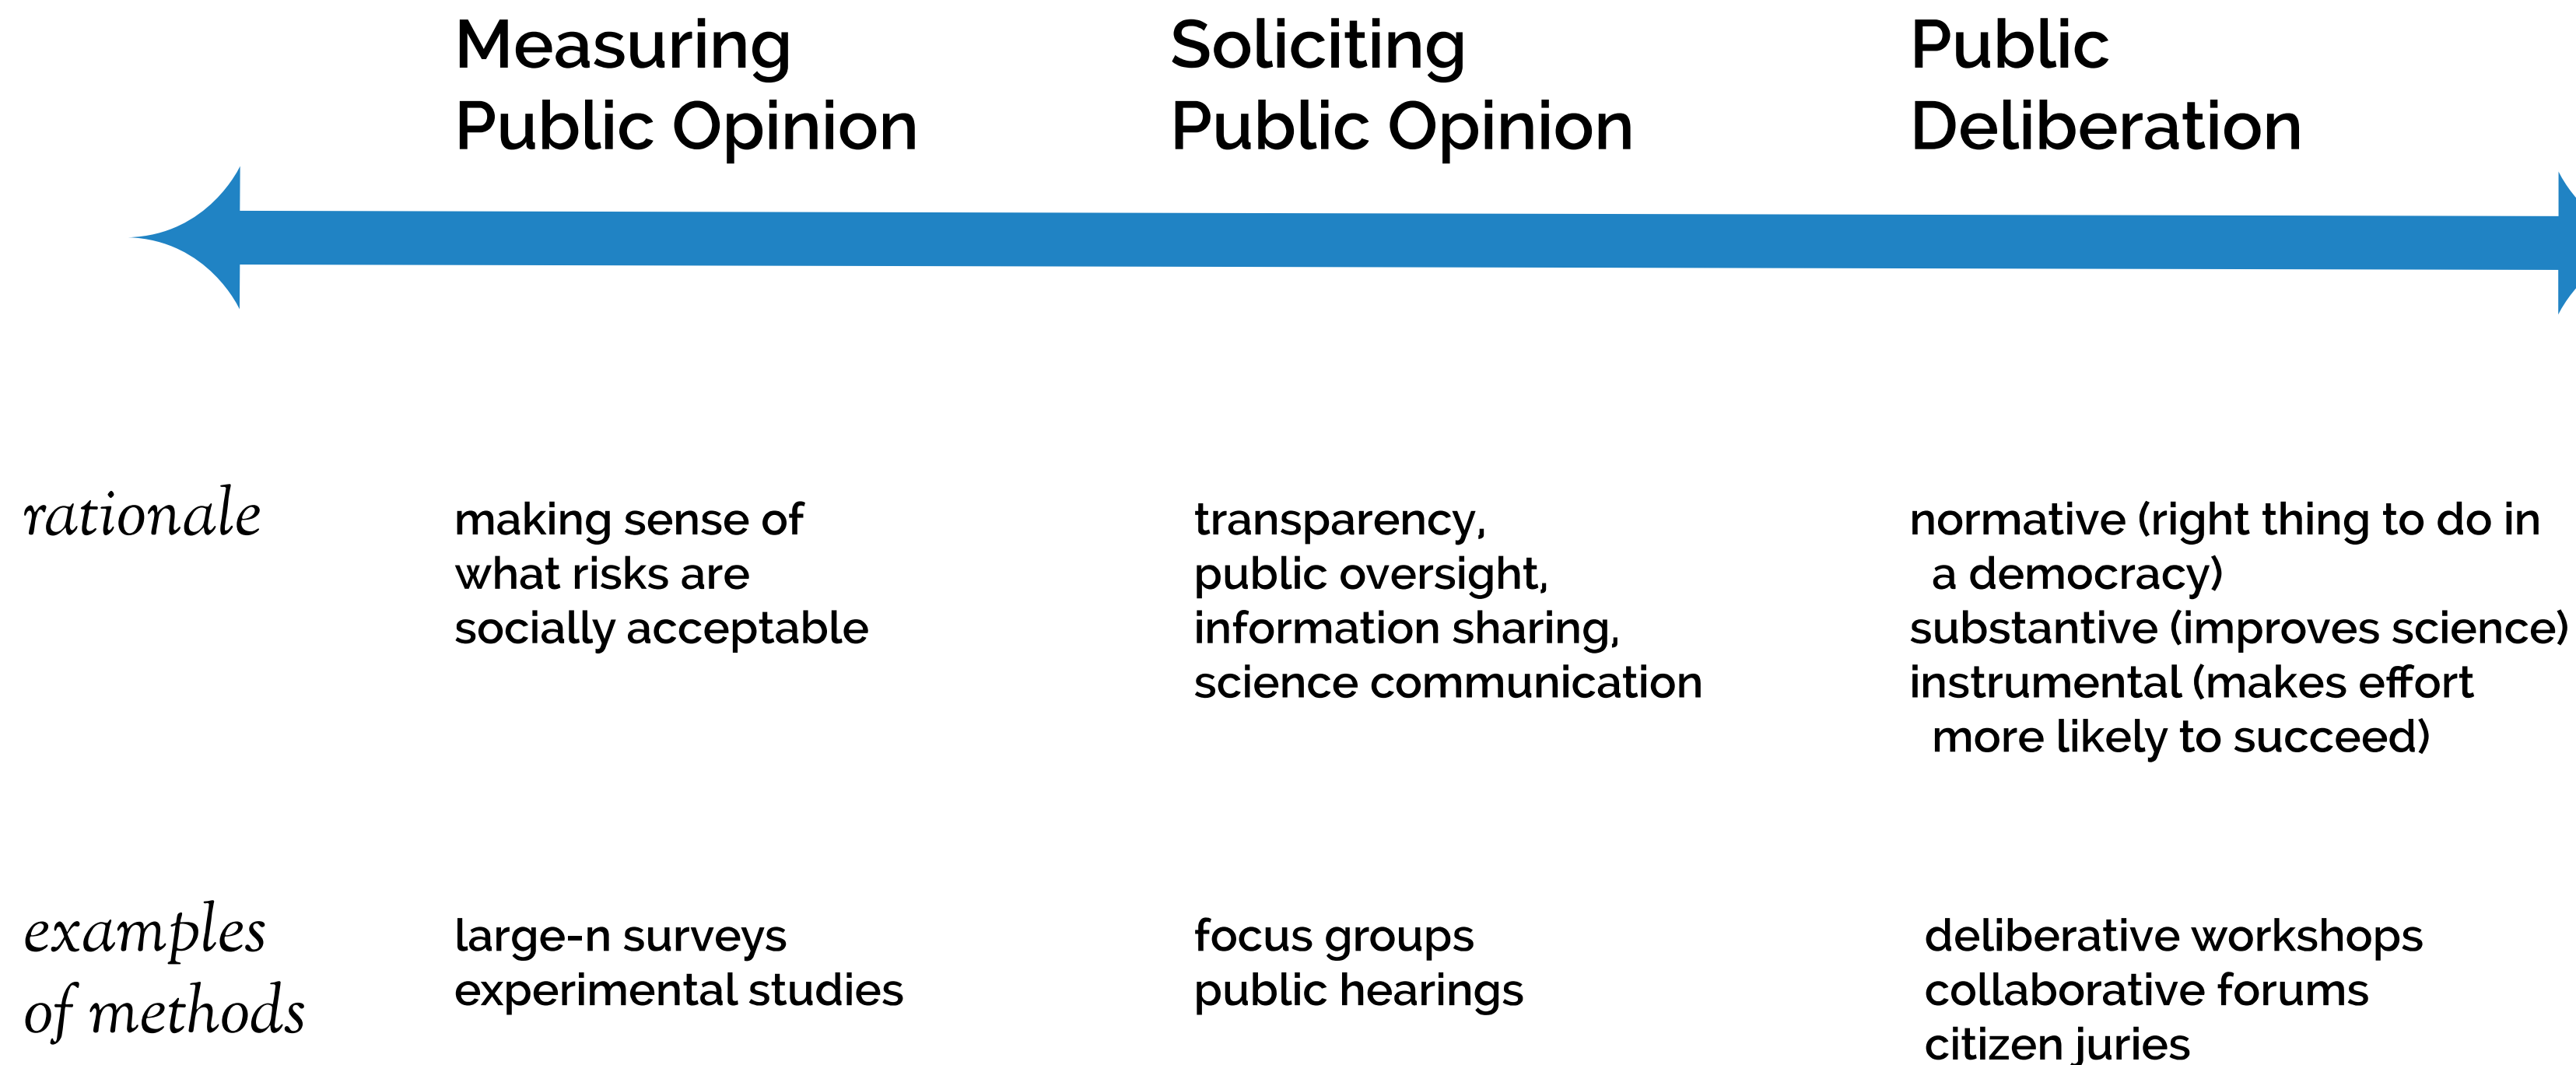 Measuring
Public Opinion
Soliciting
Public Opinion
Public
Deliberation
rationale
making sense of
what risks are
socially acceptable
transparency,
public oversight,
information sharing,
science communication
normative (right thing to do in
a democracy)
substantive (improves science)
instrumental (makes effort
more likely to succeed)
examples
of methods
large-n surveys
experimental studies
focus groups
public hearings
deliberative workshops
collaborative forums
citizen juries